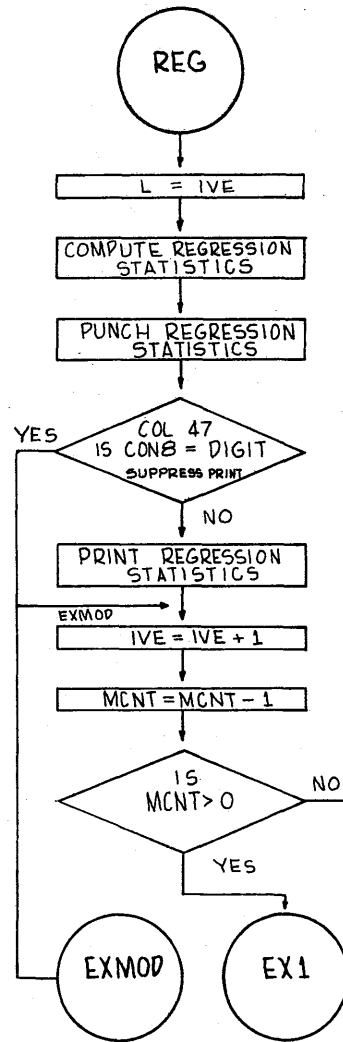 REG
L = IVE
COMPUTE REGRESSION
STATISTICS
PUNCH REGRESSION
STATISTICS
YES
COL 47
IS CON8 = DIGIT
SUPPRESS PRINT
NO
PRINT REGRESSION
STATISTICS
EXMOD
IVE = IVE + 1
MCNT = MCNT - 1
IS
MCNT > 0
NO
YES
EXMOD
EX1